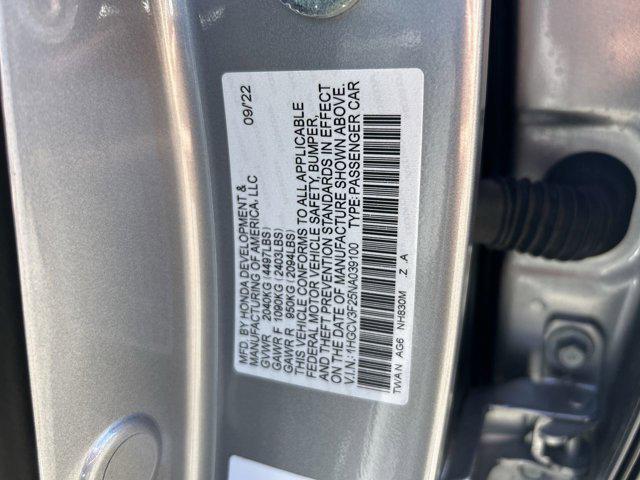 MFD. BY HONDA DEVELOPMENT & 09/22
MANUFACTURING OF AMERICA, LLC
GVWR 2040KG (4497LBS)
GAWR F 1090KG (2403LBS)
GAWR R 950KG (2094LBS)
THIS VEHICLE CONFORMS TO ALL APPLICABLE
FEDERAL MOTOR VEHICLE SAFETY, BUMPER,
AND THEFT PREVENTION STANDARDS IN EFFECT
ON THE DATE OF MANUFACTURE SHOWN ABOVE.
V.I.N.: 1HGCV3F25NA039100 TYPE:PASSENGER CAR
TWAN AG6 NH830M .Z .A